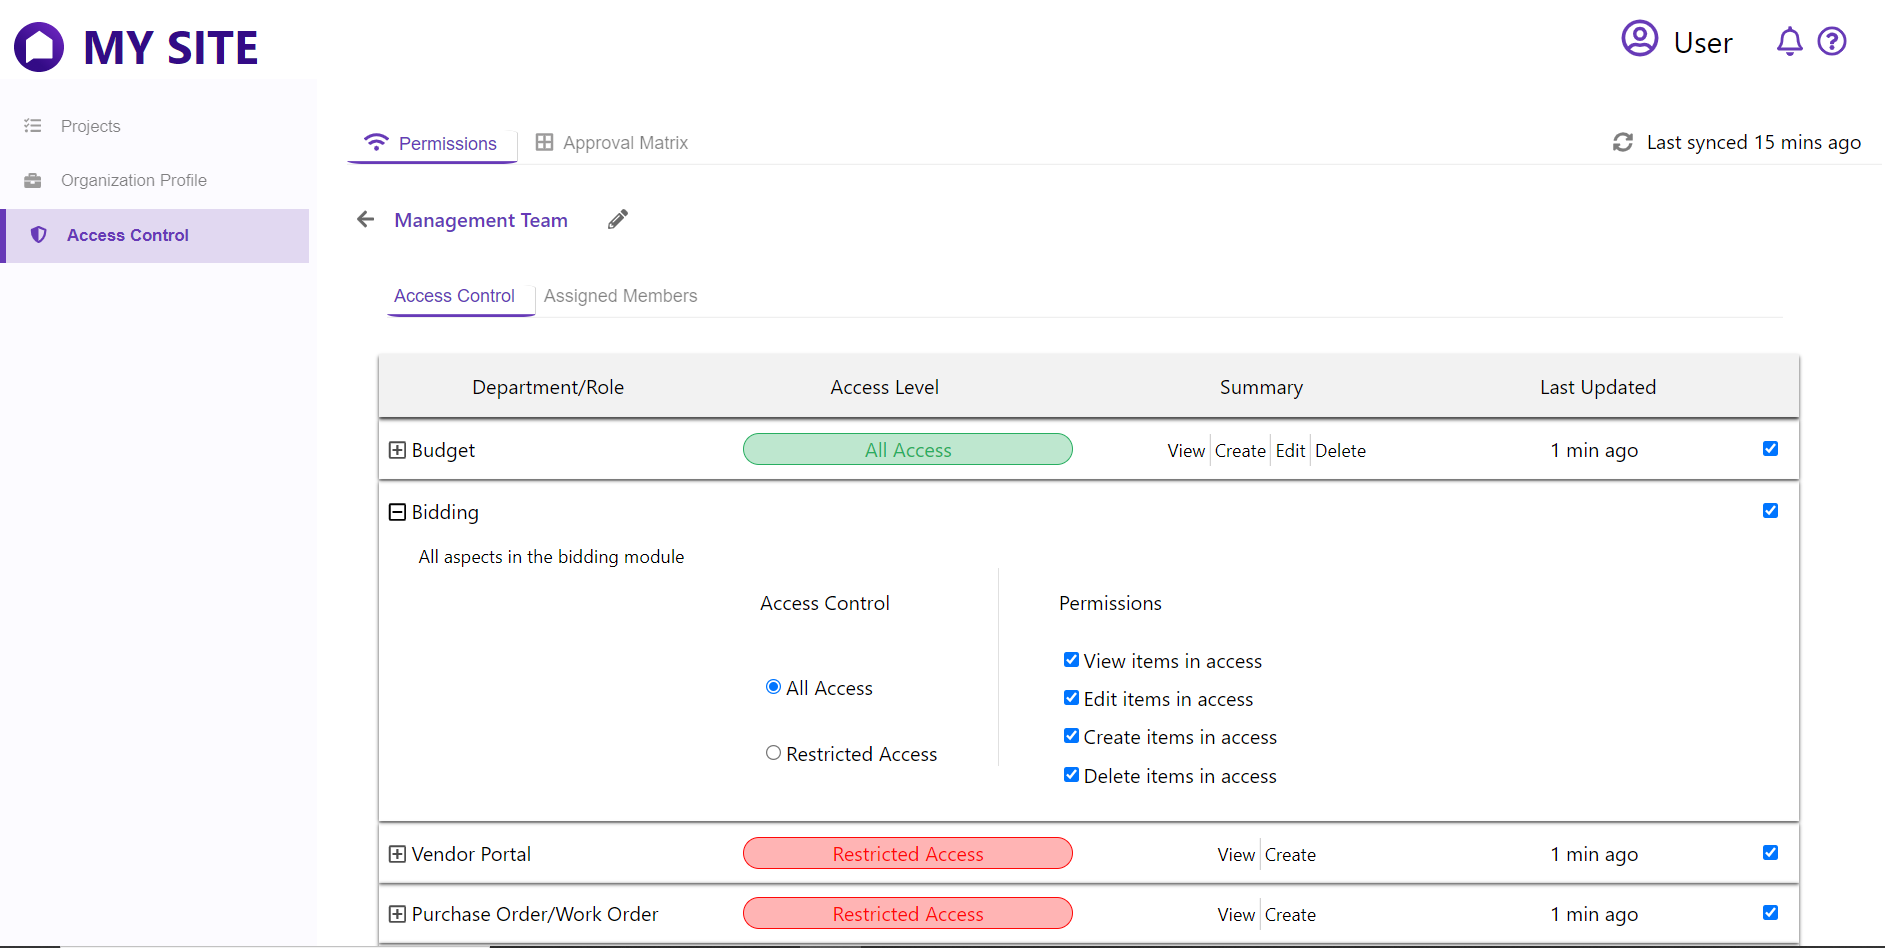 MY SITE
User
Projects
Organization Profile
Access Control
Permissions
Approval Matrix
Last synced 15 mins ago
Management Team
Access Control
Assigned Members
Department/Role Access Level Summary Last Updated
Budget All Access View Create Edit Delete 1 min ago
Bidding
All aspects in the bidding module
Access Control
All Access
Restricted Access
Permissions
View items in access
Edit items in access
Create items in access
Delete items in access
Vendor Portal Restricted Access View Create 1 min ago
Purchase Order/Work Order Restricted Access View Create 1 min ago